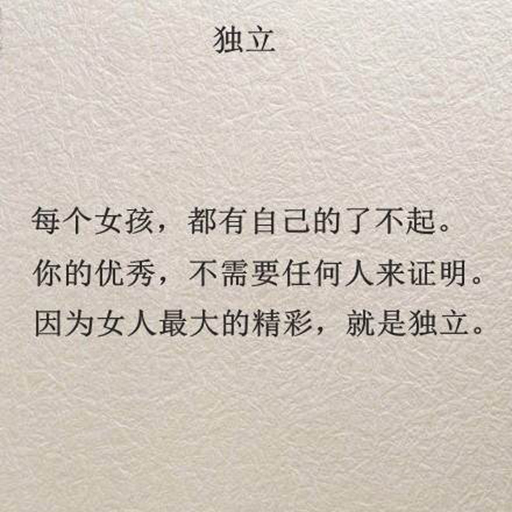 独立
每个女孩，都有自己的了不起。
你的优秀，不需要任何人来证明。
因为女人最大的精彩，就是独立。